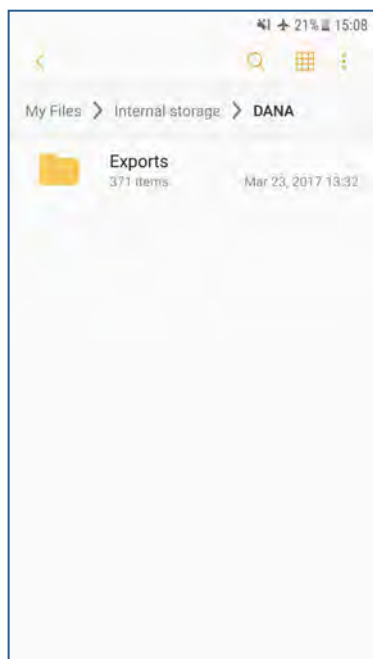 21% 15:08
My Files > Internal storage > DANA
Exports
371 items Mar 23, 2017 13:32